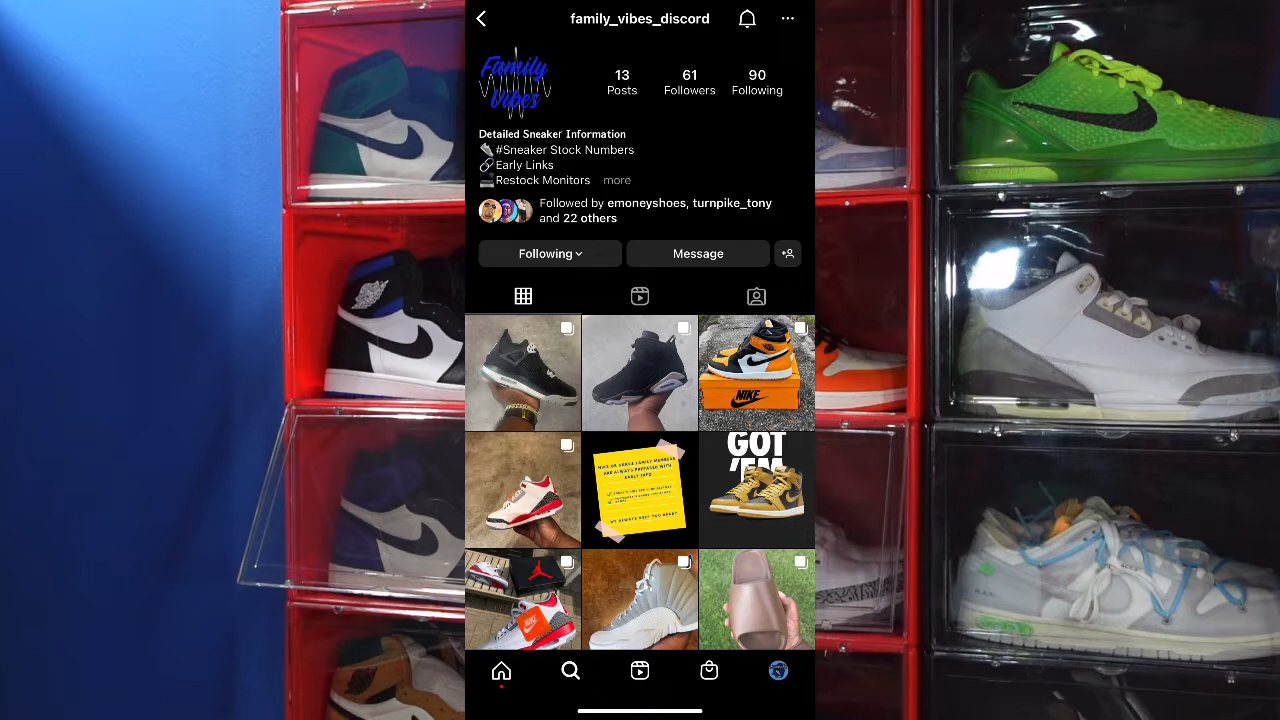 family_vibes_discord
Family
Vibes
13
Posts
61
Followers
90
Following
Detailed Sneaker Information
#Sneaker Stock Numbers
Early Links
Restock Monitors more
Followed by emoneyshoes, turnpike_tony
and 22 others
Following
Message
GOT
'EM
NIKE